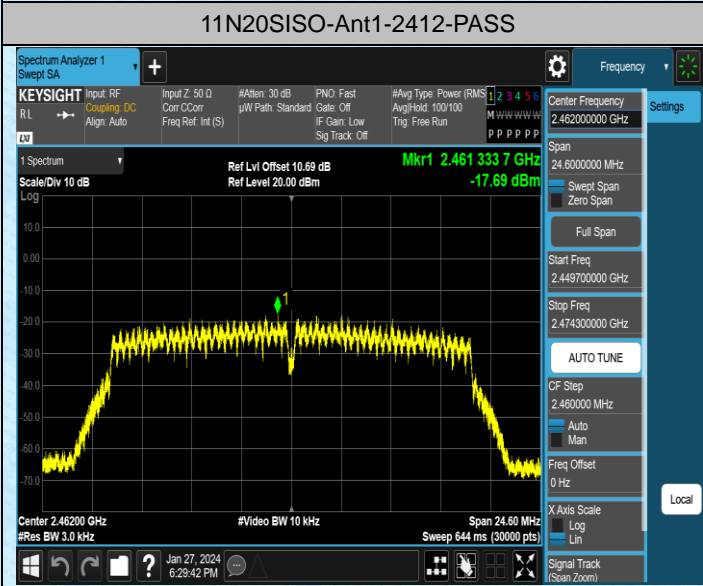 11N20SISO-Ant1-2412-PASS
Spectrum Analyzer 1
Swept SA
+
Frequency
KEYSIGHT
RL
LXI
Input: RF
Coupling: DC
Align: Auto
Input Z: 50 Ω
Corr CCorr
Freq Ref: Int (S)
#Atten: 30 dB
µW Path: Standard
PNO: Fast
Gate: Off
IF Gain: Low
Sig Track: Off
#Avg Type: Power (RMS
Avg|Hold: 100/100
Trig: Free Run
1 2 3 4 5 6
M W W W W W
P P P P P P
1 Spectrum
Scale/Div 10 dB
Log
Ref Lvl Offset 10.69 dB
Ref Level 20.00 dBm
Mkr1 2.461 333 7 GHz
-17.69 dBm
10.0
0.00
-10.0
-20.0
-30.0
-40.0
-50.0
-60.0
-70.0
1
Center 2.46200 GHz
#Res BW 3.0 kHz
#Video BW 10 kHz
Span 24.60 MHz
Sweep 644 ms (30000 pts)
Center Frequency
2.462000000 GHz
Span
24.6000000 MHz
Swept Span
Zero Span
Full Span
Start Freq
2.449700000 GHz
Stop Freq
2.474300000 GHz
AUTO TUNE
CF Step
2.460000 MHz
Auto
Man
Freq Offset
0 Hz
X Axis Scale
Log
Lin
Signal Track
(Span Zoom)
Settings
Local
?
Jan 27, 2024
6:29:42 PM